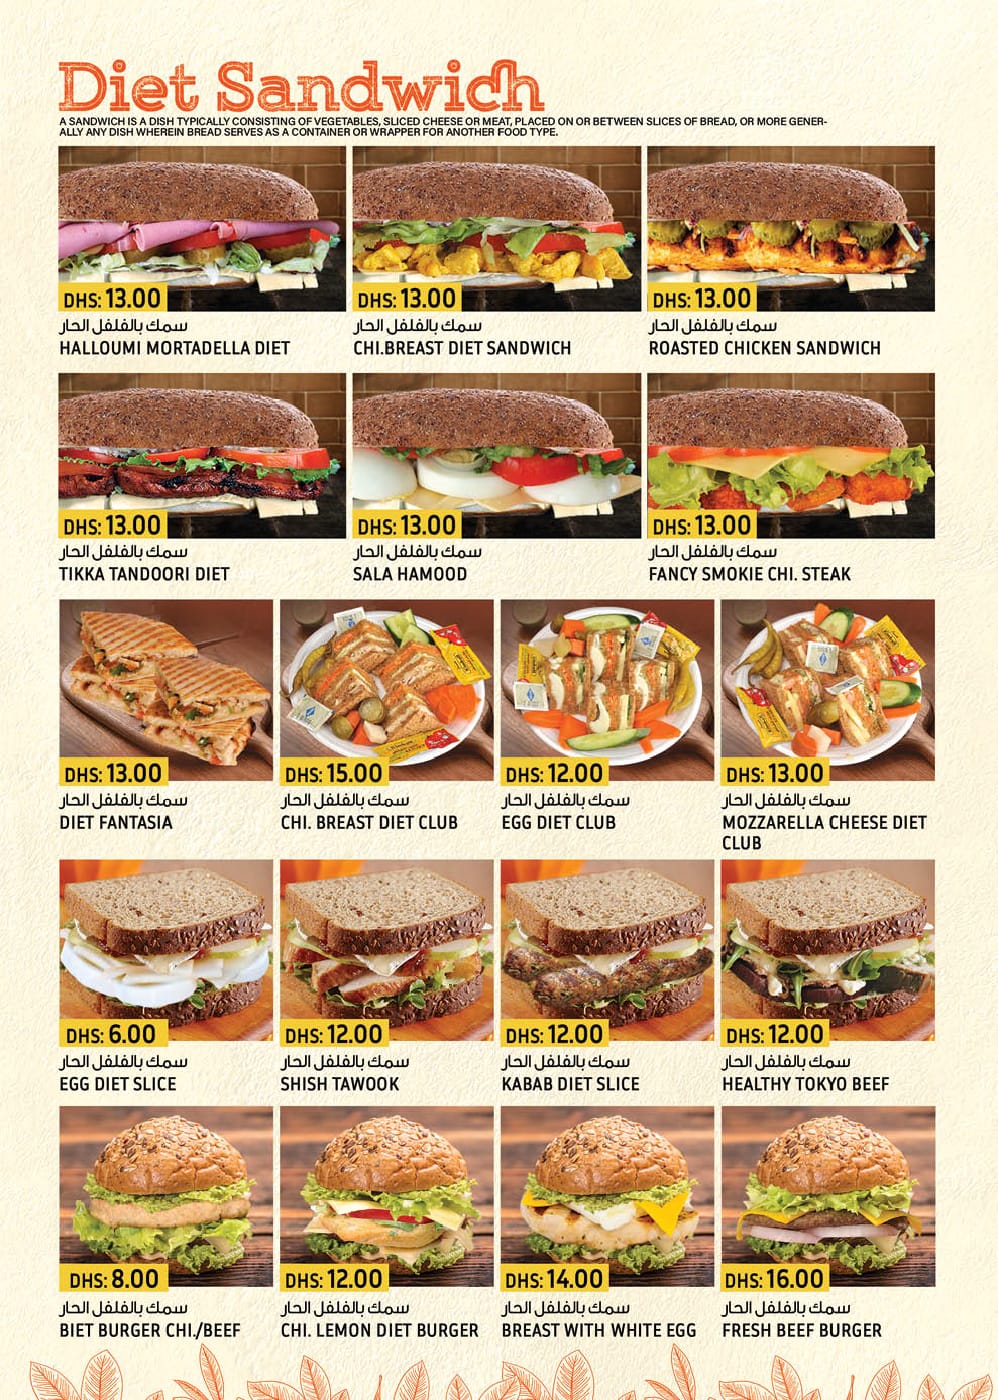 Diet Sandwich
A SANDWICH IS A DISH TYPICALLY CONSISTING OF VEGETABLES, SLICED CHEESE OR MEAT, PLACED ON OR BETWEEN SLICES OF BREAD, OR MORE GENER-
ALLY ANY DISH WHERIEIN BREAD SERVES AS A CONTAINER OR WRAPPER FOR ANOTHER FOOD TYPE.
DHS: 13.00
سمك بالفلفل الحار
HALLOUMI MORTADELLA DIET
DHS: 13.00
سمك بالفلفل الحار
CHI.BREAST DIET SANDWICH
DHS: 13.00
سمك بالفلفل الحار
ROASTED CHICKEN SANDWICH
DHS: 13.00
سمك بالفلفل الحار
TIKKA TANDOORI DIET
DHS: 13.00
سمك بالفلفل الحار
SALA HAMOOD
DHS: 13.00
سمك بالفلفل الحار
FANCY SMOKIE CHI. STEAK
DHS: 13.00
سمك بالفلفل الحار
DIET FANTASIA
DHS: 15.00
سمك بالفلفل الحار
CHI. BREAST DIET CLUB
DHS: 12.00
سمك بالفلفل الحار
EGG DIET CLUB
DHS: 13.00
سمك بالفلفل الحار
MOZZARELLA CHEESE DIET
CLUB
DHS: 6.00
سمك بالفلفل الحار
EGG DIET SLICE
DHS: 12.00
سمك بالفلفل الحار
SHISH TAWOOK
DHS: 12.00
سمك بالفلفل الحار
KABAB DIET SLICE
DHS: 12.00
سمك بالفلفل الحار
HEALTHY TOKYO BEEF
DHS: 8.00
سمك بالفلفل الحار
BIET BURGER CHI./BEEF
DHS: 12.00
سمك بالفلفل الحار
CHI. LEMON DIET BURGER
DHS: 14.00
سمك بالفلفل الحار
BREAST WITH WHITE EGG
DHS: 16.00
سمك بالفلفل الحار
FRESH BEEF BURGER